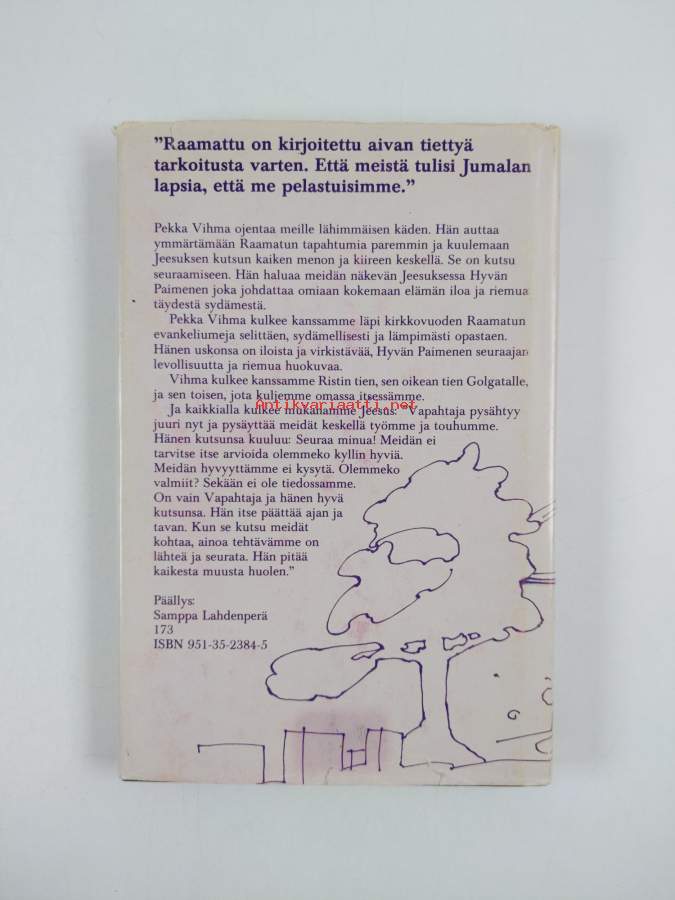 ”Raamattu on kirjoitettu aivan tiettyä
tarkoitusta varten. Että meistä tulisi Jumalan
lapsia, että me pelastuisimme.”
Pekka Vihma ojentaa meille lähimmäisen käden. Hän auttaa
ymmärtämään Raamatun tapahtumia paremmin ja kuulemaan
Jeesuksen kutsun kaiken menon ja kiireen keskellä. Se on kutsu
seuraamiseen. Hän haluaa meidän näkevän Jeesuksessa Hyvän
Paimenen joka johdattaa omiaan kokemaan elämän iloa ja riemua
täydestä sydämestä.
Pekka Vihma kulkee kanssamme läpi kirkkovuoden Raamatun
evankeliumeja selittäen, sydämellisesti ja lämpimästi opastaen.
Hänen uskonsa on iloista ja virkistävää, Hyvän Paimenen seuraajan
levollisuutta ja riemua huokuvaa.
Vihma kulkee kanssamme Ristin tien, sen oikean tien Golgatalle,
ja sen toisen, jota kuljemme omassa itsessämme.
Antikvariaatti.net
Ja kaikkialla kulkee mukanamme Jeesus: ”Vapahtaja pysähtyy
juuri nyt ja pysäyttää meidät keskellä työmme ja touhumme.
Hänen kutsunsa kuuluu: Seuraa minua! Meidän ei
tarvitse itse arvioida olemmeko kyllin hyviä.
Meidän hyvyyttämme ei kysytä. Olemmeko
valmiit? Sekään ei ole tiedossamme.
On vain Vapahtaja ja hänen hyvä
kutsunsa. Hän itse päättää ajan ja
tavan. Kun se kutsu meidät
kohtaa, ainoa tehtävämme on
lähteä ja seurata. Hän pitää
kaikesta muusta huolen.”
Päällys:
Samppa Lahdenperä
173
ISBN 951-35-2384-5